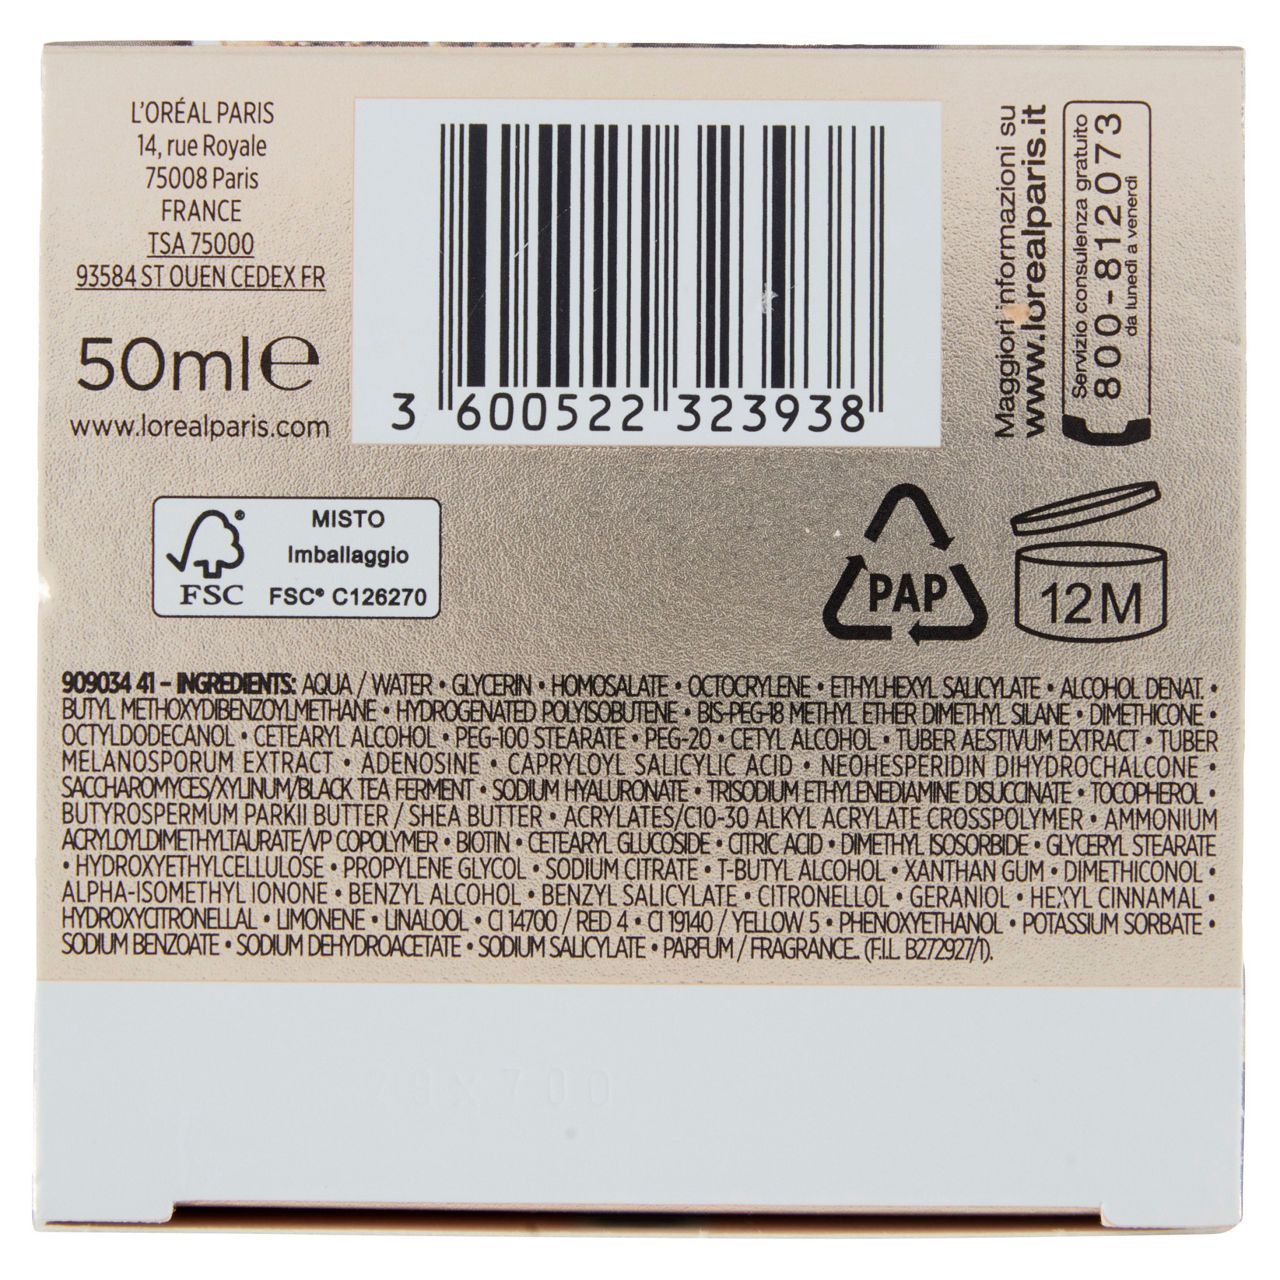 L'ORÉAL PARIS
14, rue Royale
75008 Paris
FRANCE
TSA 75000
93584 ST OUEN CEDEX FR
50ml℮
www.lorealparis.com
3 600522 323938
Maggiori informazioni su
www.lorealparis.it
Servizio consulenza gratuito
800-812073
da lunedì a venerdì
MISTO
Imballaggio
FSC® C126270
FSC
PAP
12M
909034 41 – INGREDIENTS: AQUA / WATER • GLYCERIN • HOMOSALATE • OCTOCRYLENE • ETHYLHEXYL SALICYLATE • ALCOHOL DENAT. •
BUTYL METHOXYDIBENZOYLMETHANE • HYDROGENATED POLYISOBUTENE • BIS-PEG-18 METHYL ETHER DIMETHYL SILANE • DIMETHICONE •
OCTYLDODECANOL • CETEARYL ALCOHOL • PEG-100 STEARATE • PEG-20 • CETYL ALCOHOL • TUBER AESTIVUM EXTRACT • TUBER
MELANOSPORUM EXTRACT • ADENOSINE • CAPRYLOYL SALICYLIC ACID • NEOHESPERIDIN DIHYDROCHALCONE •
SACCHAROMYCES/XYLINUM/BLACK TEA FERMENT • SODIUM HYALURONATE • TRISODIUM ETHYLENEDIAMINE DISUCCINATE • TOCOPHEROL •
BUTYROSPERMUM PARKII BUTTER / SHEA BUTTER • ACRYLATES/C10-30 ALKYL ACRYLATE CROSSPOLYMER • AMMONIUM
ACRYLOYLDIMETHYLTAURATE/VP COPOLYMER • BIOTIN • CETEARYL GLUCOSIDE • CITRIC ACID • DIMETHYL ISOSORBIDE • GLYCERYL STEARATE
• HYDROXYETHYLCELLULOSE • PROPYLENE GLYCOL • SODIUM CITRATE • T-BUTYL ALCOHOL • XANTHAN GUM • DIMETHICONOL •
ALPHA-ISOMETHYL IONONE • BENZYL ALCOHOL • BENZYL SALICYLATE • CITRONELLOL • GERANIOL • HEXYL CINNAMAL •
HYDROXYCITRONELLAL • LIMONENE • LINALOOL • CI 14700 / RED 4 • CI 19140 / YELLOW 5 • PHENOXYETHANOL • POTASSIUM SORBATE •
SODIUM BENZOATE • SODIUM DEHYDROACETATE • SODIUM SALICYLATE • PARFUM / FRAGRANCE. (F.I.L. B272927/1).